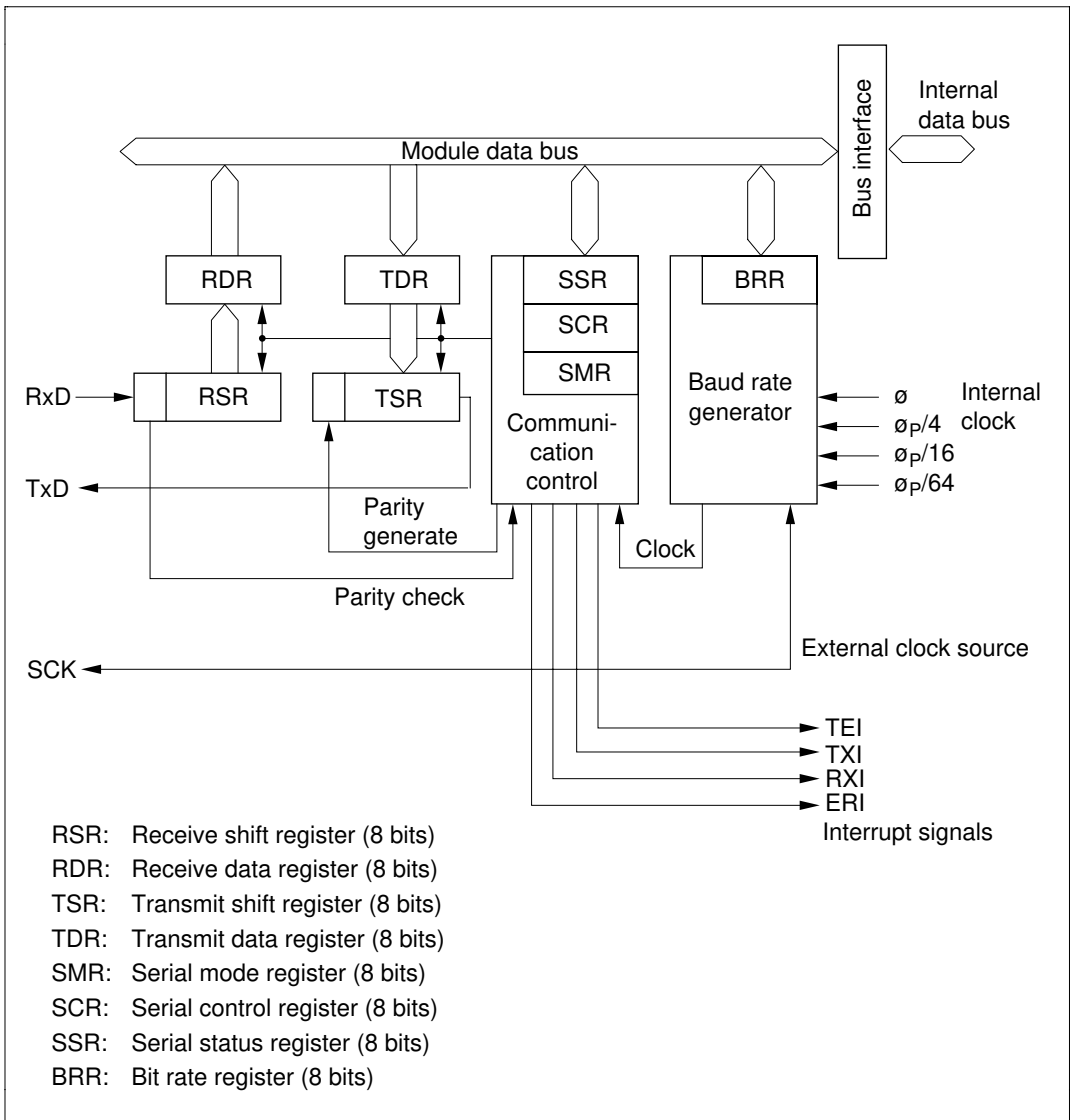 Bus interface
Internal
data bus
Module data bus
RDR
TDR
SSR
BRR
SCR
SMR
RxD
RSR
TSR
Baud rate
generator
Communi-
cation
control
ø
Internal
clock
øP/4
øP/16
øP/64
TxD
Parity
generate
Clock
Parity check
External clock source
SCK
TEI
TXI
RXI
ERI
Interrupt signals
RSR: Receive shift register (8 bits)
RDR: Receive data register (8 bits)
TSR: Transmit shift register (8 bits)
TDR: Transmit data register (8 bits)
SMR: Serial mode register (8 bits)
SCR: Serial control register (8 bits)
SSR: Serial status register (8 bits)
BRR: Bit rate register (8 bits)